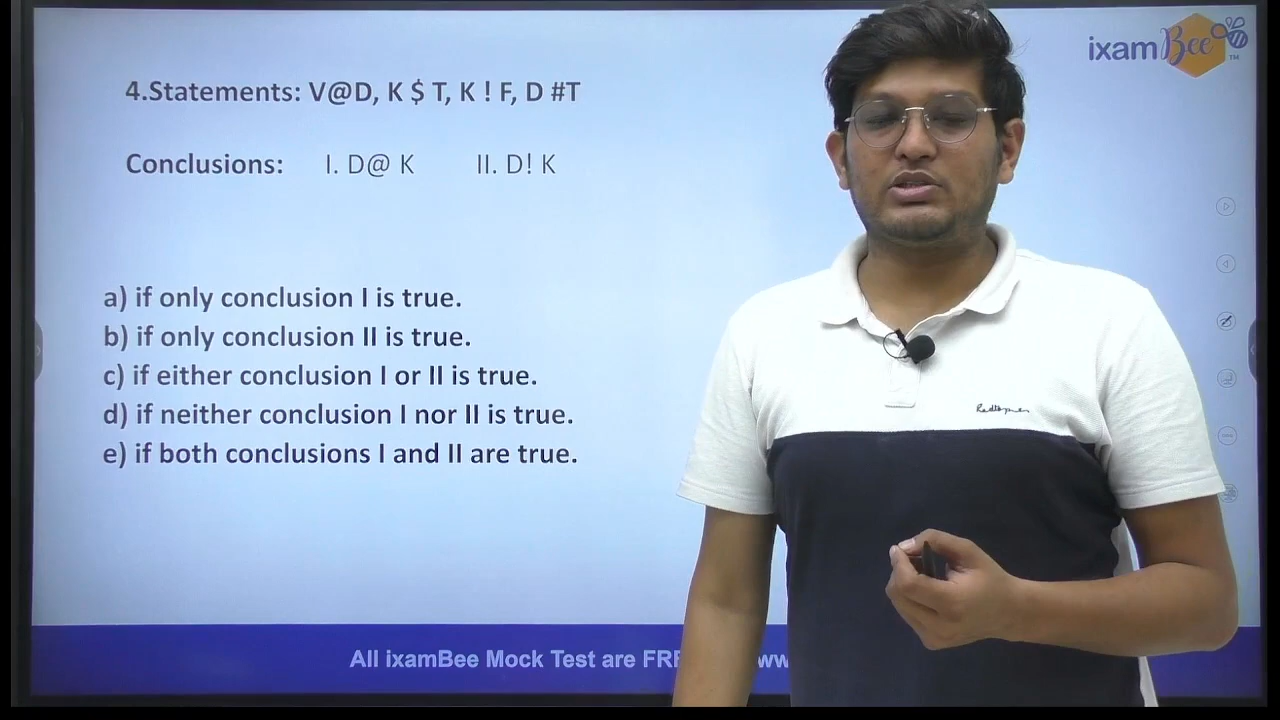 ixamBee
TM
4.Statements: V@D, K $ T, K ! F, D #T
Conclusions: I. D@ K II. D! K
a) if only conclusion I is true.
b) if only conclusion II is true.
c) if either conclusion I or II is true.
d) if neither conclusion I nor II is true.
e) if both conclusions I and II are true.
All ixamBee Mock Test are